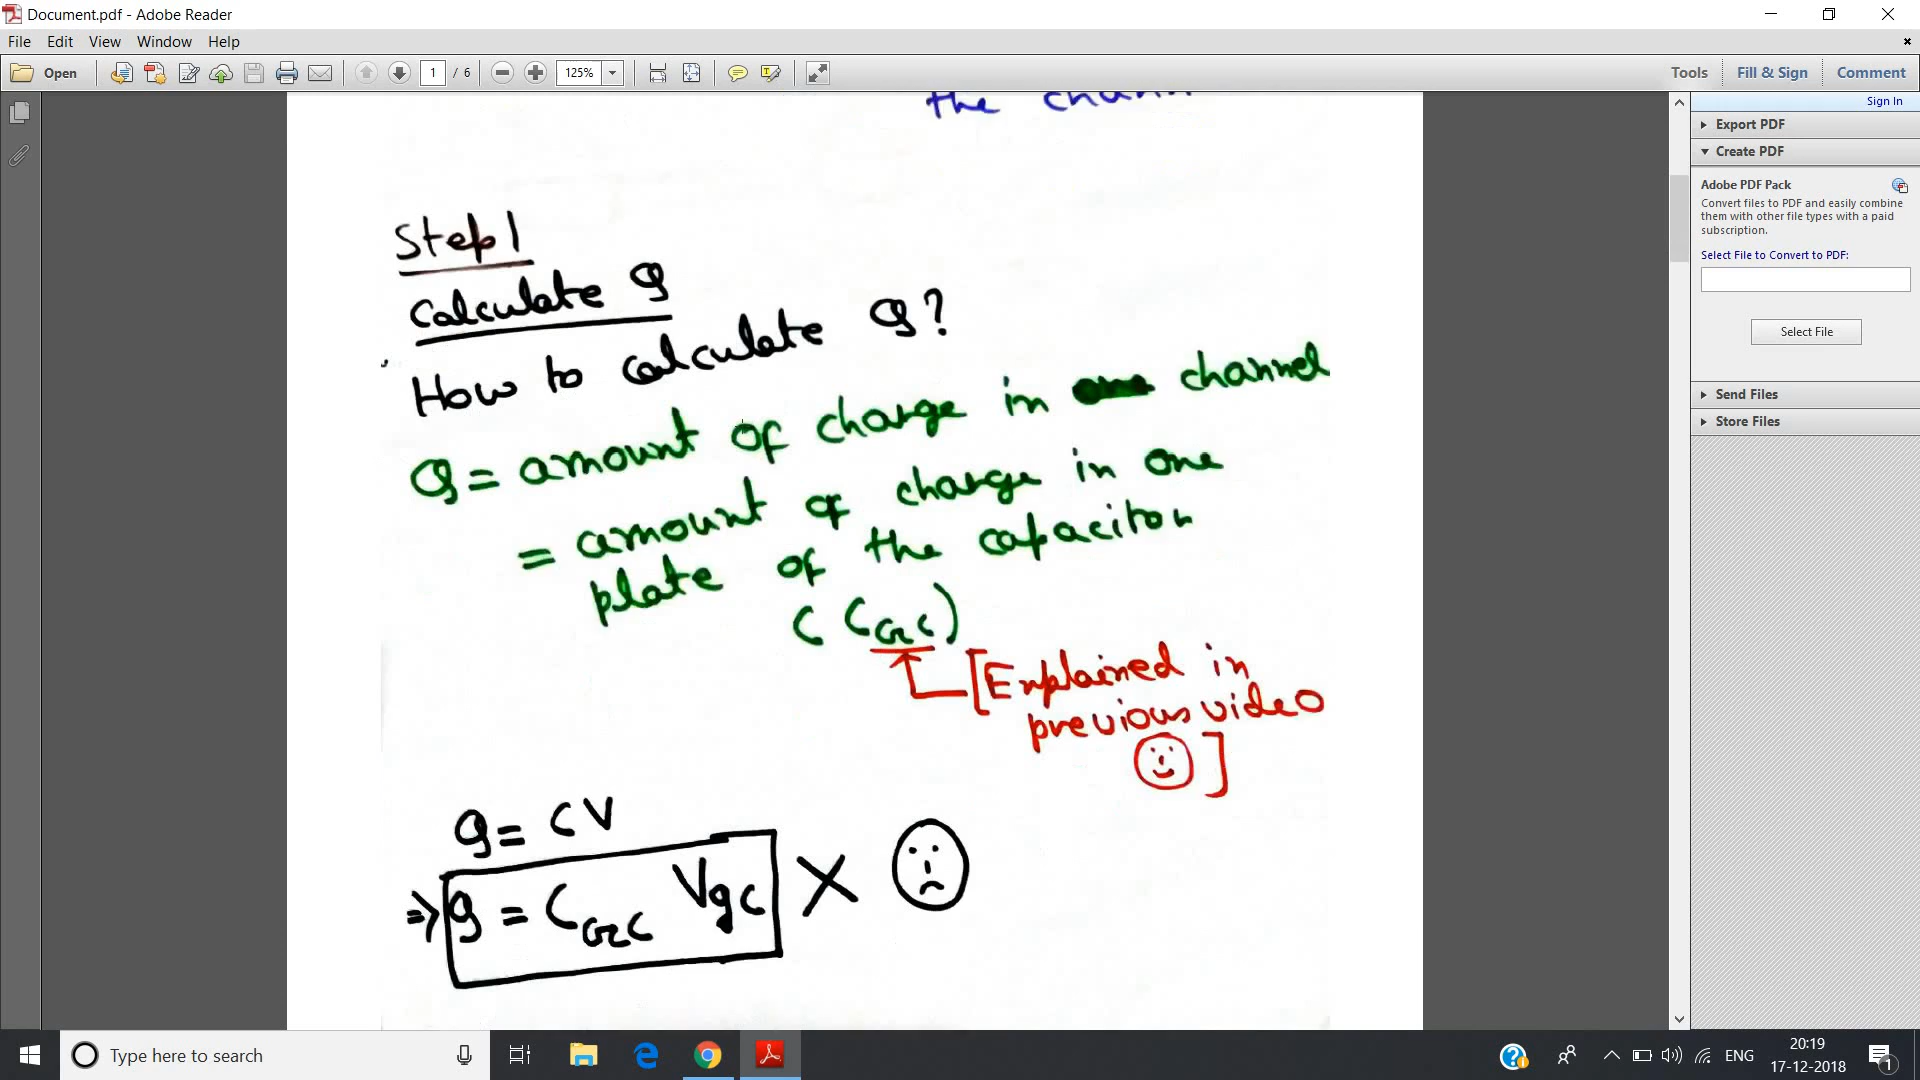 Document.pdf - Adobe Reader
File Edit View Window Help
Open 1 / 6 125% Tools Fill & Sign Comment
Sign In
Export PDF
Create PDF
Adobe PDF Pack
Convert files to PDF and easily combine
them with other file types with a paid
subscription.
Select File to Convert to PDF:
Select File
Send Files
Store Files
the
Step 1
Calculate Q
How to calculate Q?
Q = amount of charge in channel
= amount of charge in one
plate of the capacitor
(C_GC)
[Explained in
previous video
]
Q = CV
⇒ Q = C_GC Vgc X
Type here to search
ENG
20:19
17-12-2018
1